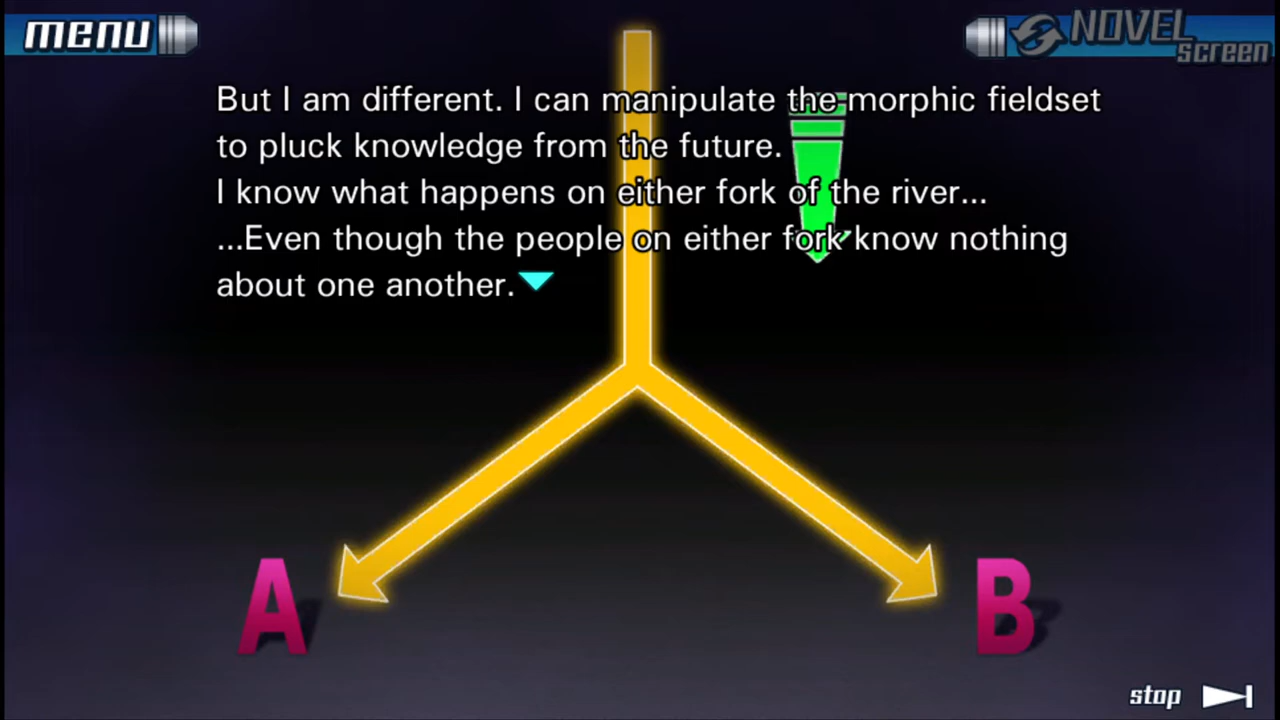 menu
NOVEL
screen
But I am different. I can manipulate the morphic fieldset
to pluck knowledge from the future.
I know what happens on either fork of the river...
...Even though the people on either fork know nothing
about one another.
A
B
stop